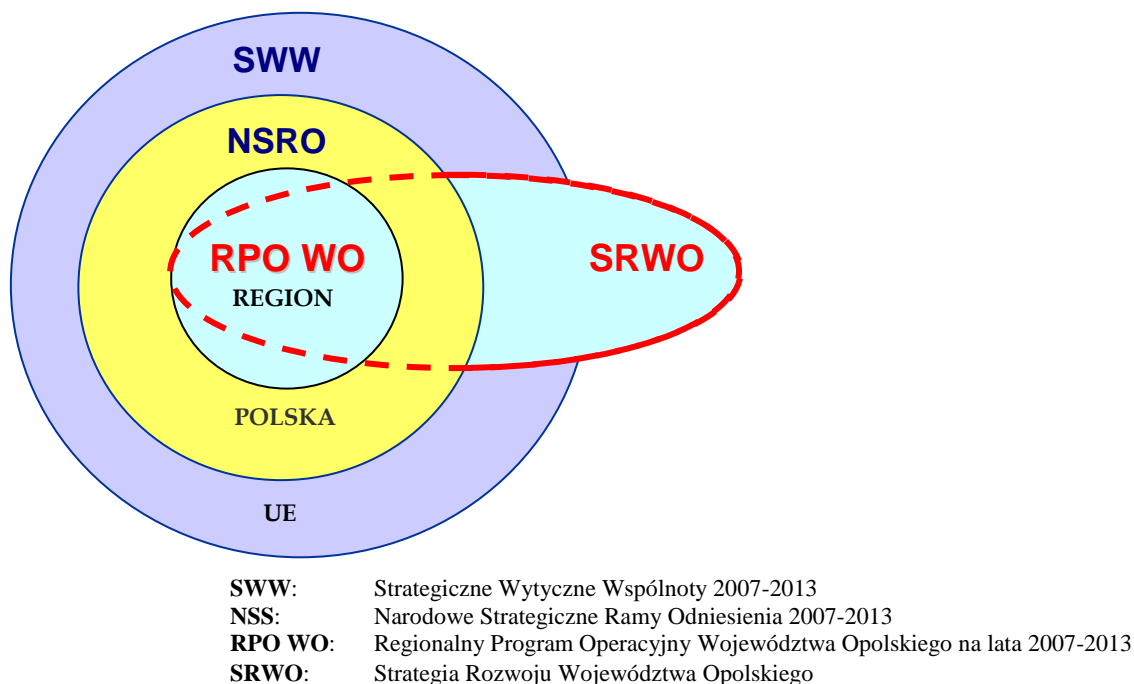 SWW
NSRO
RPO WO
SRWO
REGION
POLSKA
UE
SWW: Strategiczne Wytyczne Wspólnoty 2007-2013
NSS: Narodowe Strategiczne Ramy Odniesienia 2007-2013
RPO WO: Regionalny Program Operacyjny Województwa Opolskiego na lata 2007-2013
SRWO: Strategia Rozwoju Województwa Opolskiego